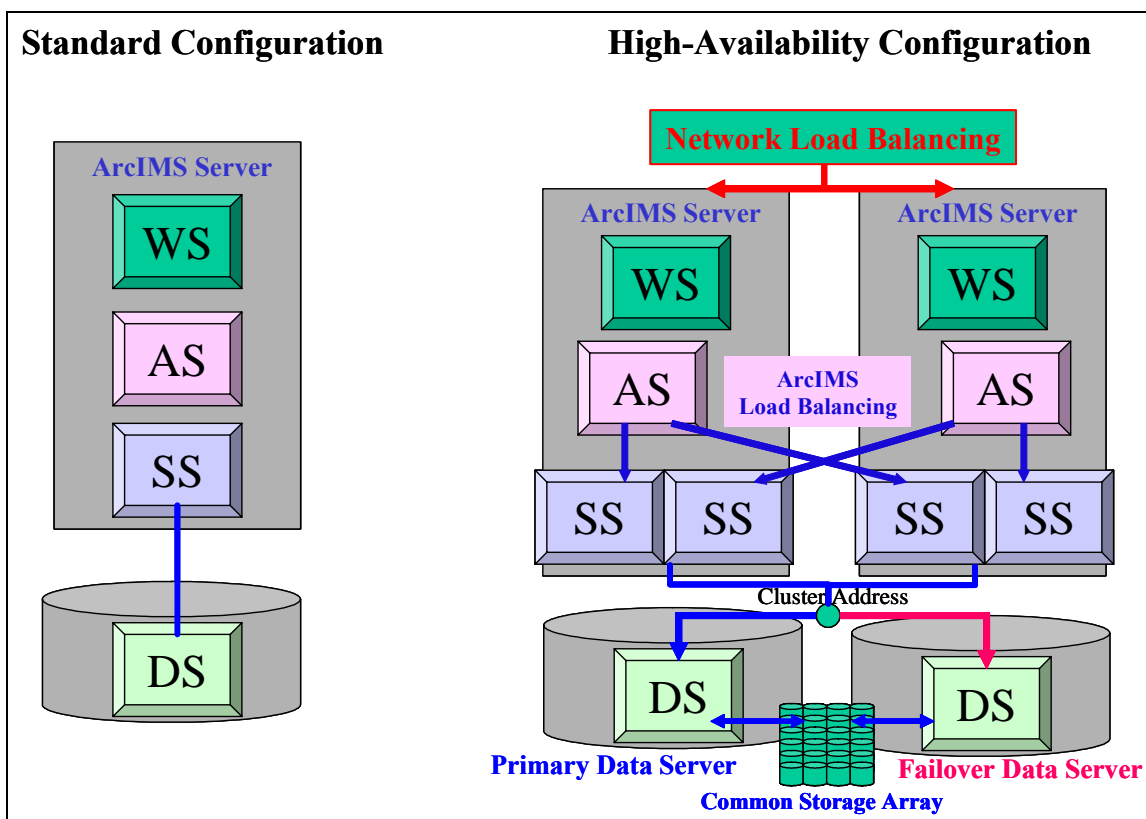 Standard Configuration
High-Availability Configuration
ArcIMS Server
WS
AS
SS
DS
Network Load Balancing
ArcIMS Server
ArcIMS Server
WS
WS
AS
ArcIMS
Load Balancing
AS
SS
SS
SS
SS
Cluster Address
DS
DS
Primary Data Server
Failover Data Server
Common Storage Array